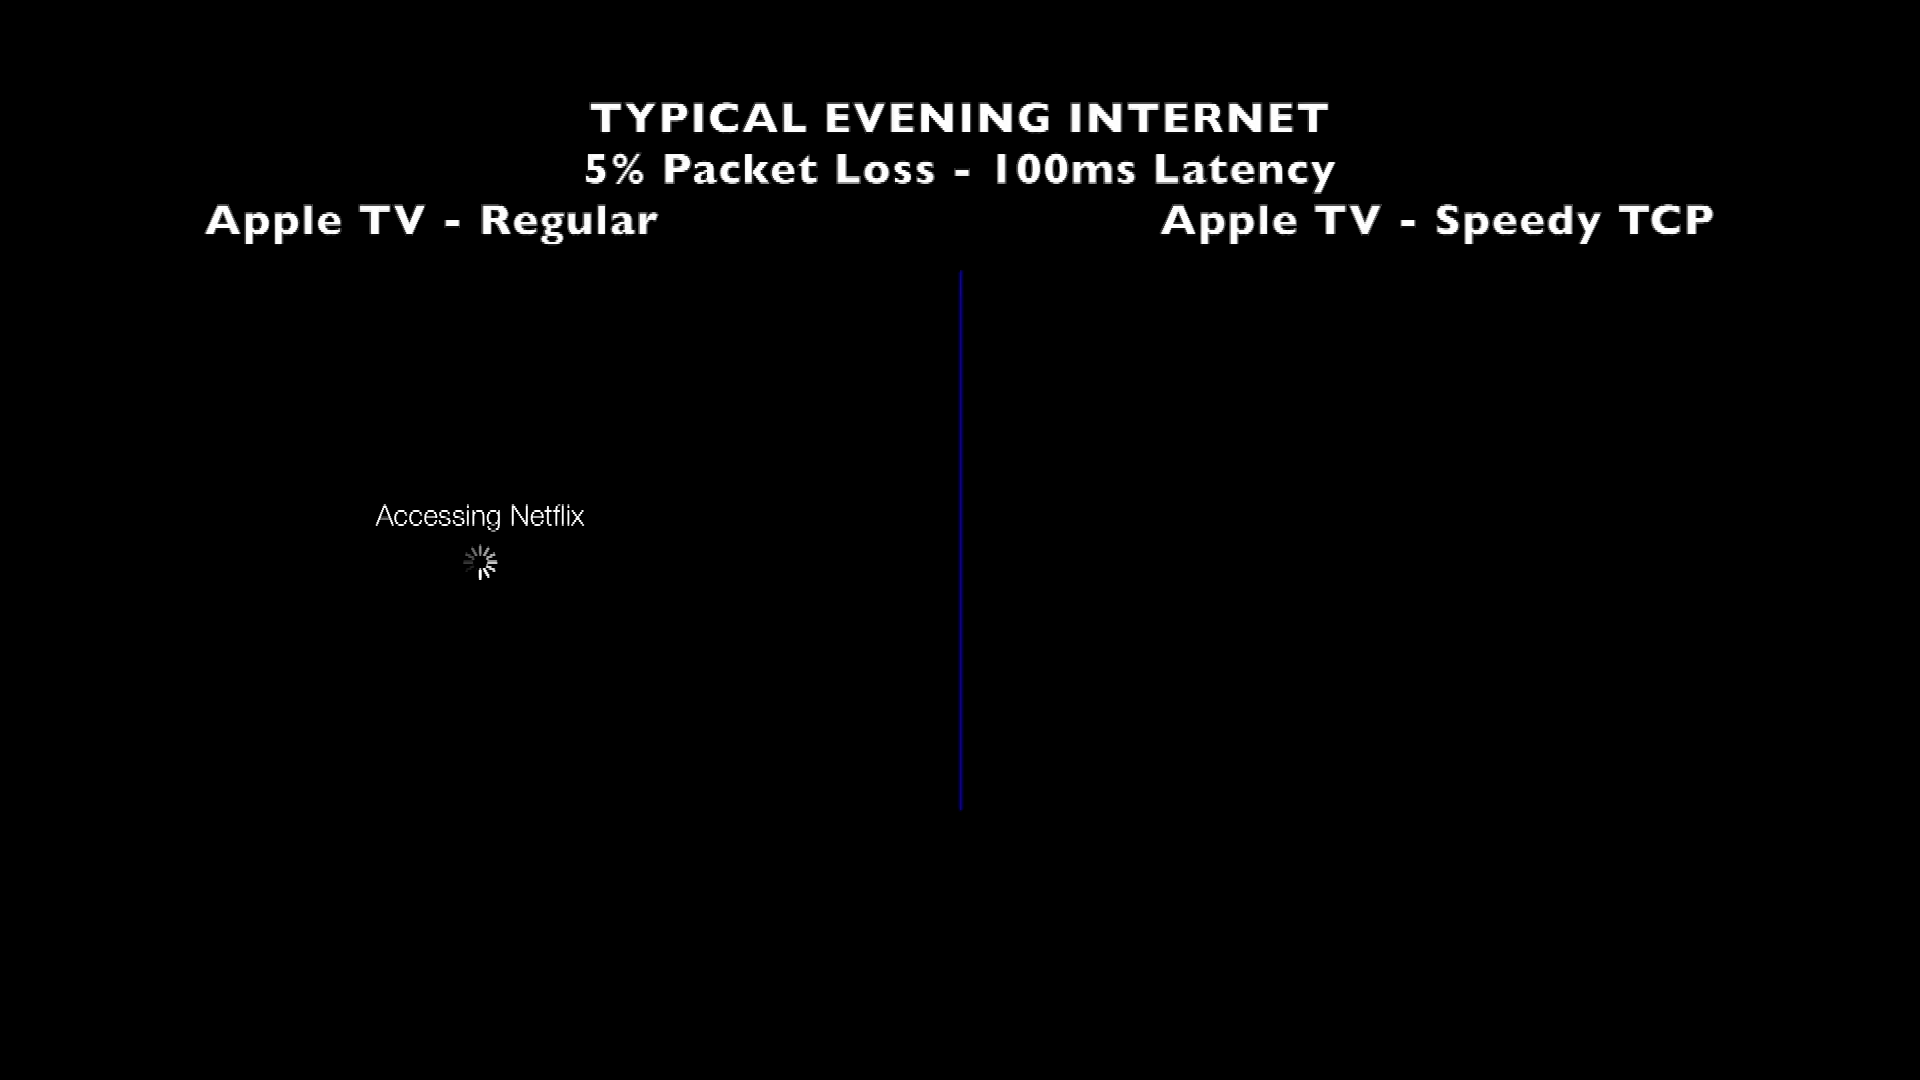 TYPICAL EVENING INTERNET
5% Packet Loss - 100ms Latency
Apple TV - Regular
Apple TV - Speedy TCP
Accessing Netflix